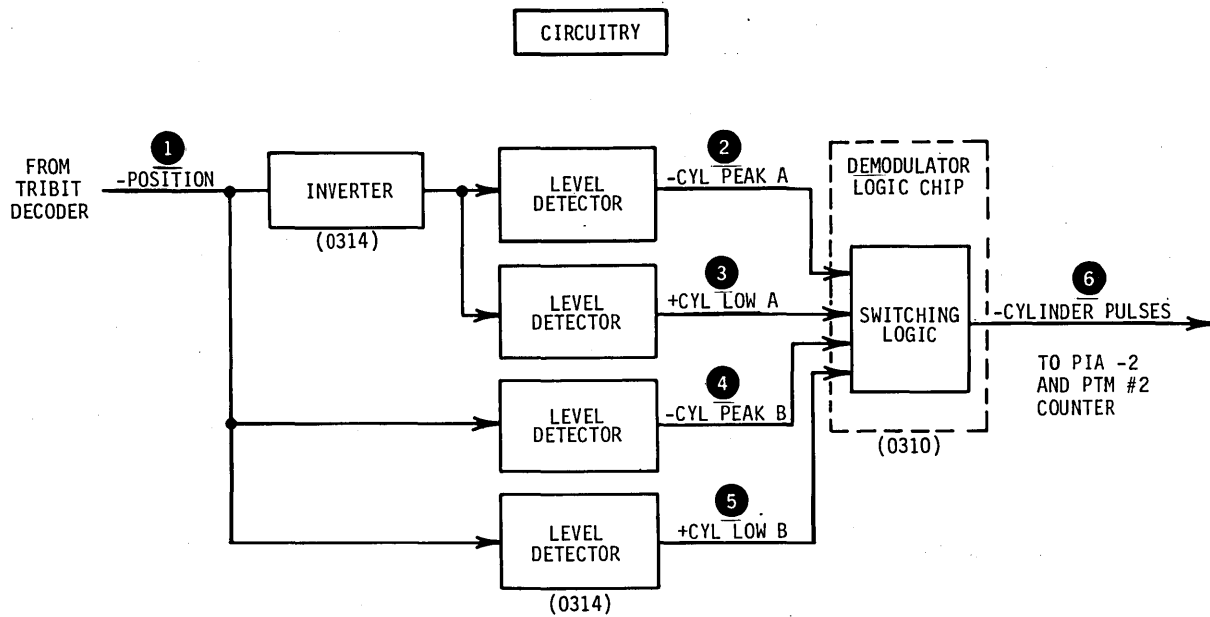 CIRCUITRY
FROM
TRIBIT
DECODER
1
-POSITION
INVERTER
(0314)
LEVEL
DETECTOR
2
-CYL PEAK A
LEVEL
DETECTOR
3
+CYL LOW A
LEVEL
DETECTOR
4
-CYL PEAK B
LEVEL
DETECTOR
(0314)
5
+CYL LOW B
DEMODULATOR
LOGIC CHIP
SWITCHING
LOGIC
(0310)
6
-CYLINDER PULSES
TO PIA -2
AND PTM #2
COUNTER